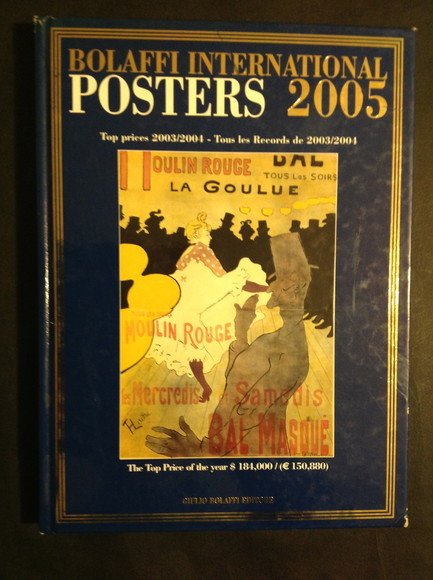 BOLAFFI INTERNATIONAL
POSTERS 2005
Top prices 2003/2004 - Tous les Records de 2003/2004
MOULIN ROUGE BAL
TOUS LES SOIRS
LA GOULUE
MOULIN ROUGE
Les Mercredis et Samedis
BAL MASQUÉ
The Top Price of the year $ 184,000 / (€ 150,880)
GIULIO BOLAFFI EDITORE